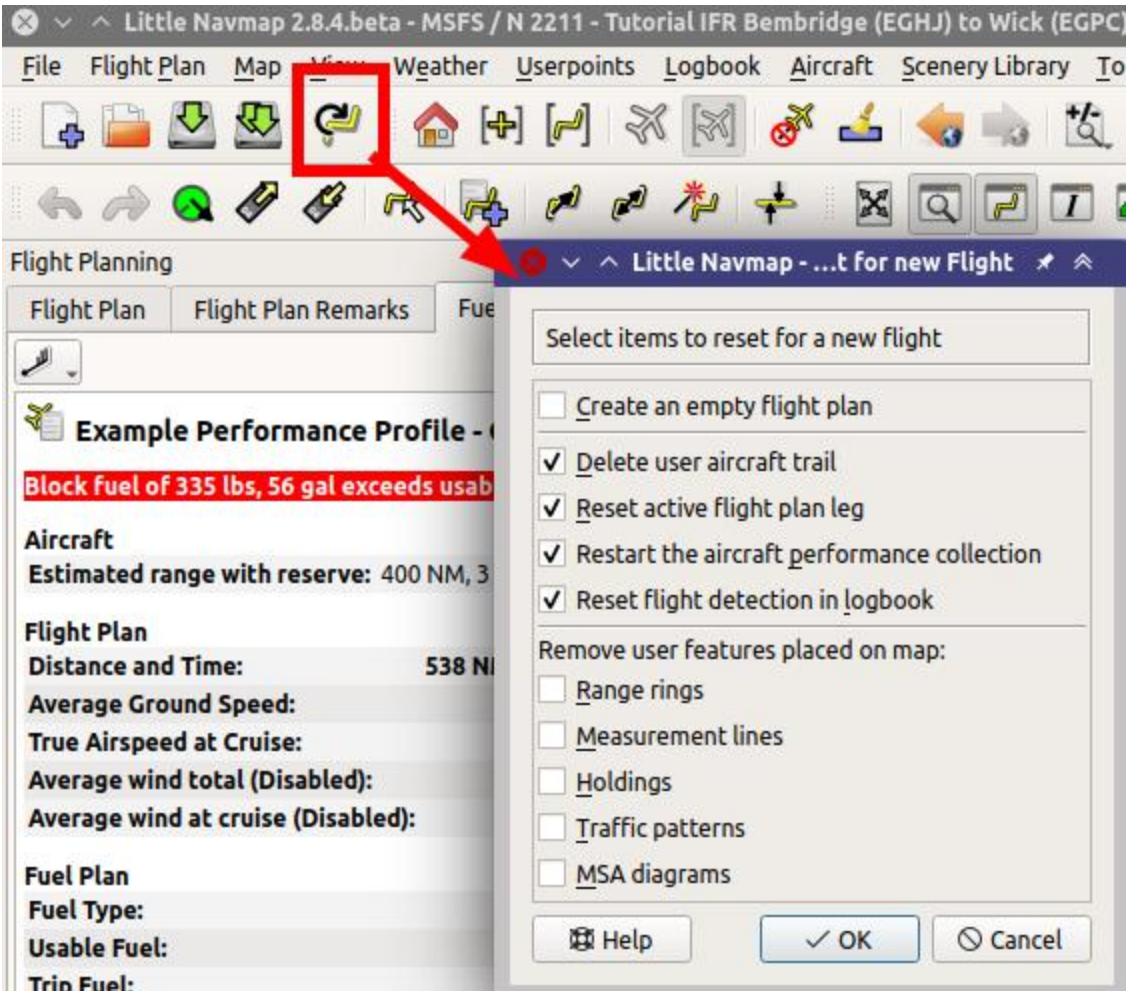 Little Navmap 2.8.4.beta - MSFS / N 2211 - Tutorial IFR Bembridge (EGHJ) to Wick (EGPC)
File Flight Plan Map View Weather Userpoints Logbook Aircraft Scenery Library To
+/-
I
Flight Planning
Flight Plan Flight Plan Remarks Fue
Example Performance Profile -
Block fuel of 335 lbs, 56 gal exceeds usab
Aircraft
Estimated range with reserve: 400 NM, 3
Flight Plan
Distance and Time: 538 N
Average Ground Speed:
True Airspeed at Cruise:
Average wind total (Disabled):
Average wind at cruise (Disabled):
Fuel Plan
Fuel Type:
Usable Fuel:
Trip Fuel:
Little Navmap - ...t for new Flight
Select items to reset for a new flight
Create an empty flight plan
Delete user aircraft trail
Reset active flight plan leg
Restart the aircraft performance collection
Reset flight detection in logbook
Remove user features placed on map:
Range rings
Measurement lines
Holdings
Traffic patterns
MSA diagrams
Help OK Cancel